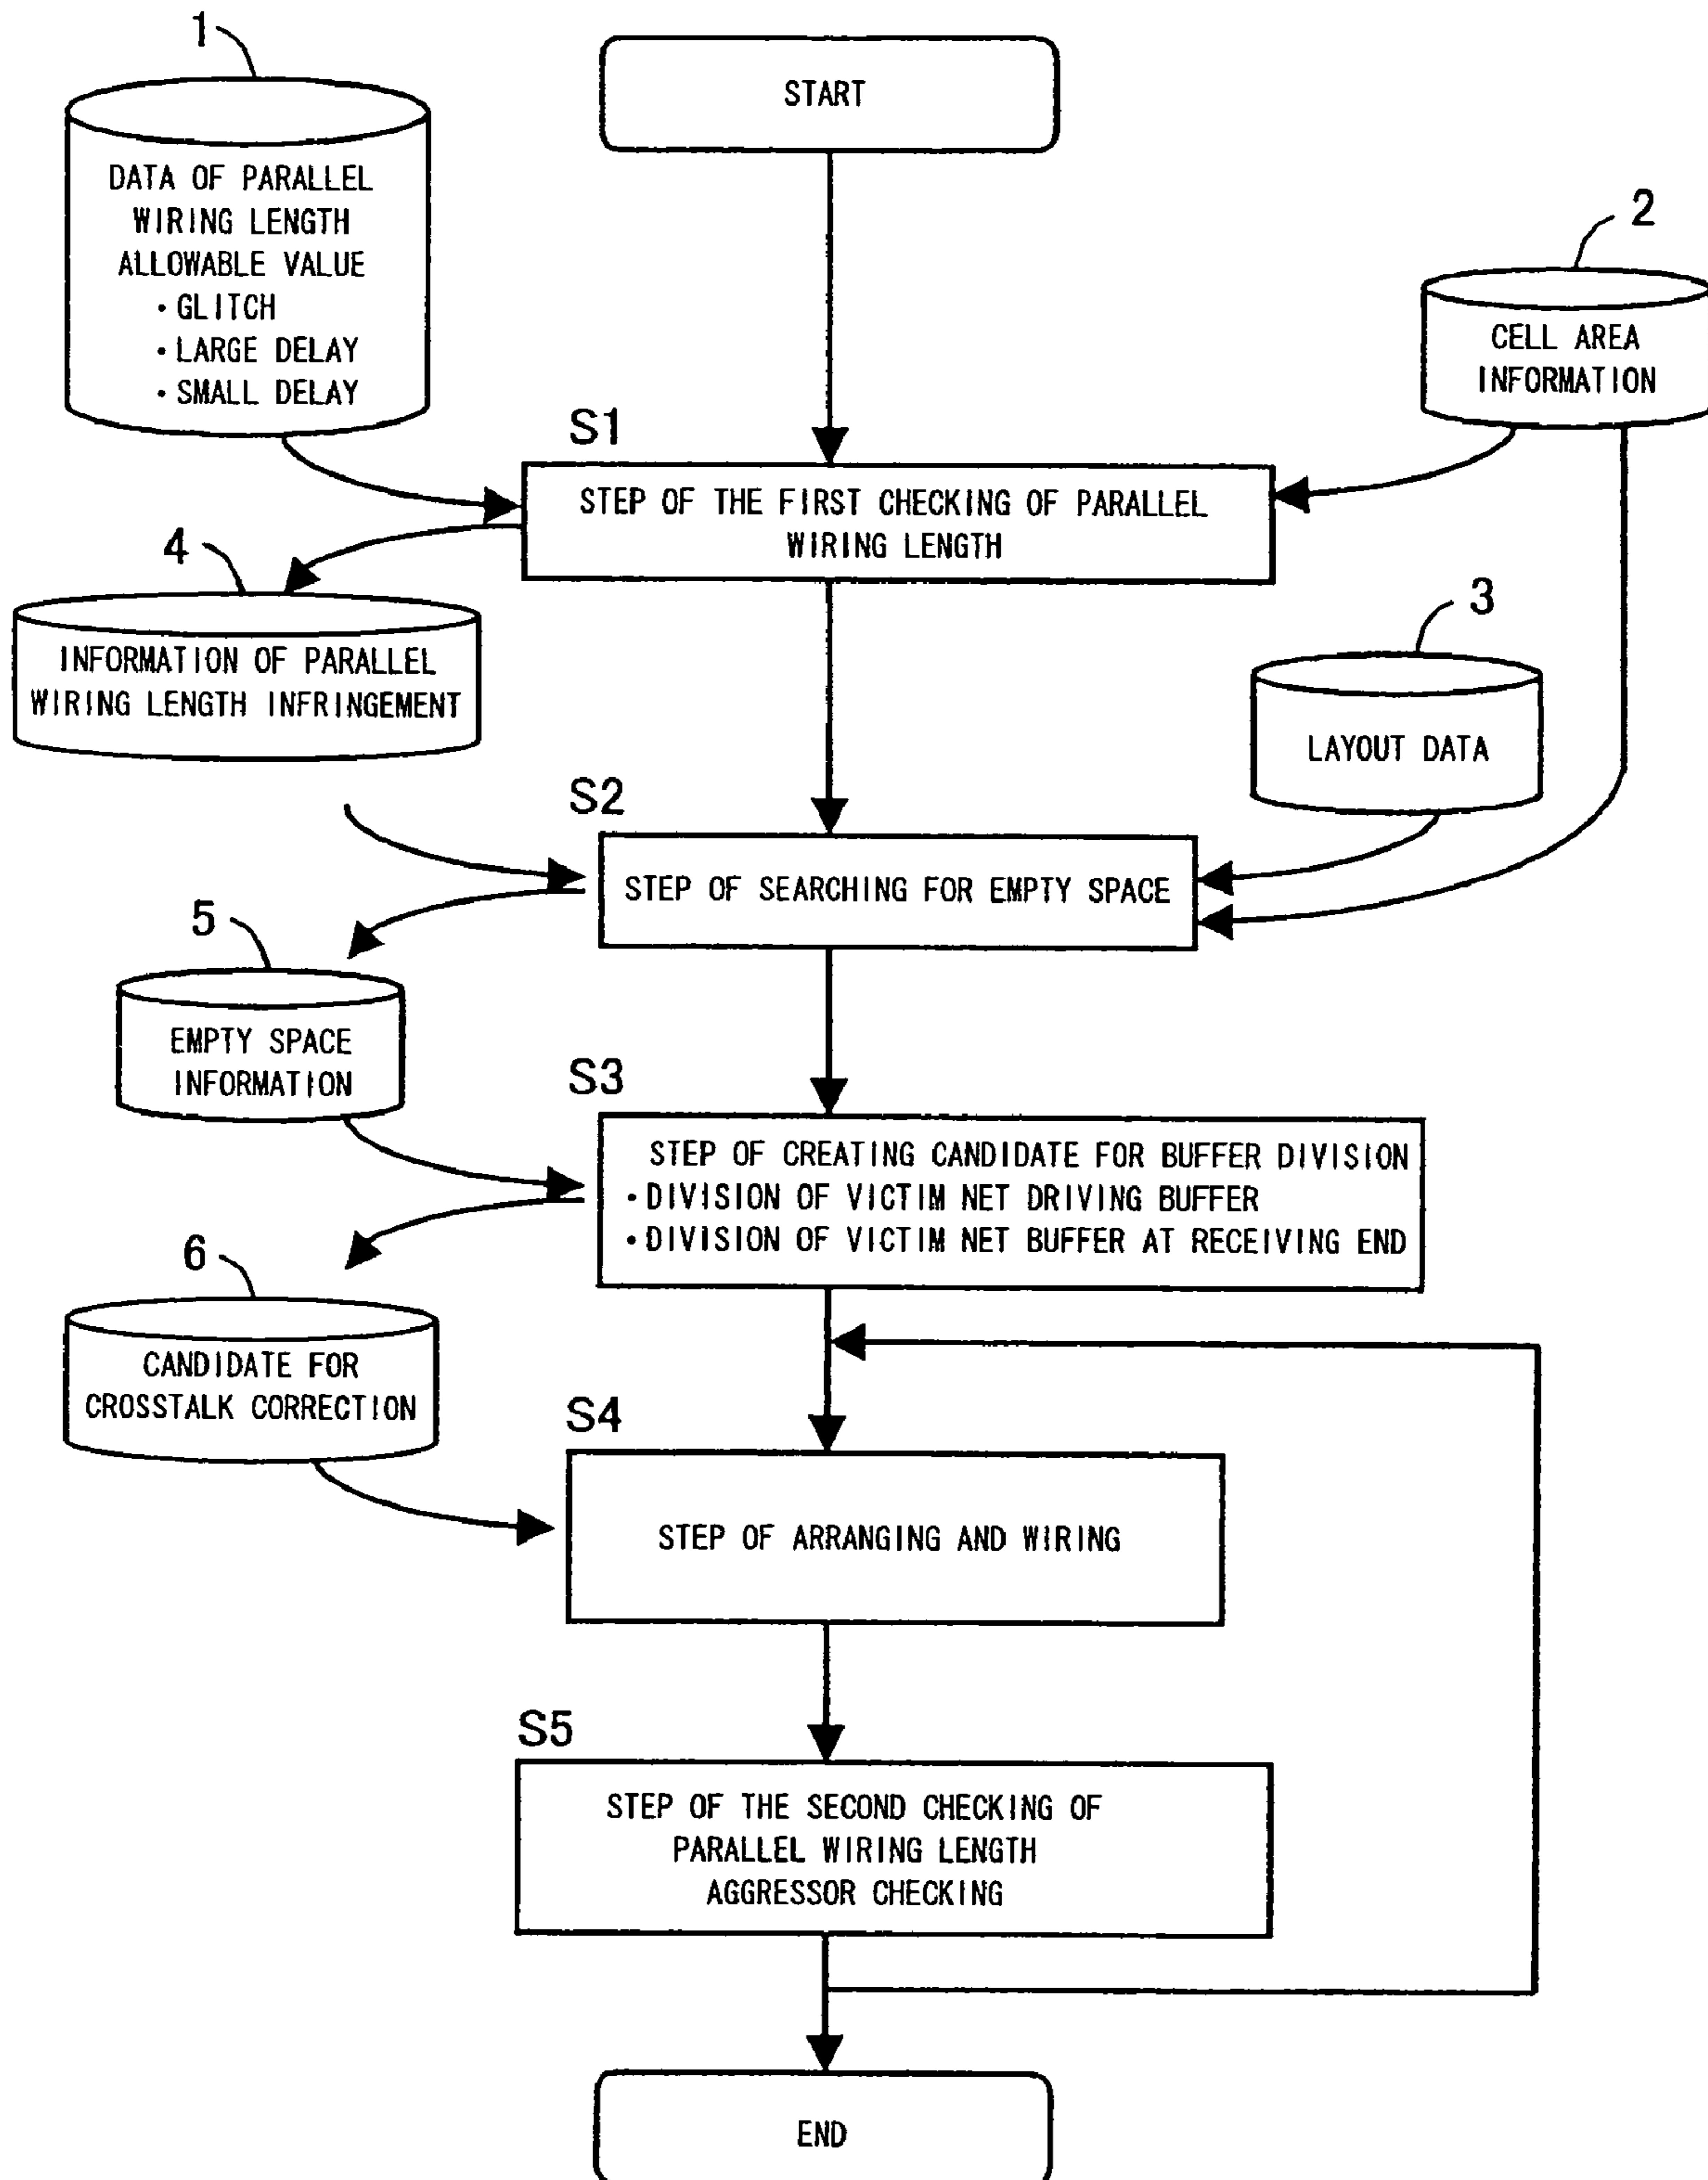 1
START
DATA OF PARALLEL
WIRING LENGTH
ALLOWABLE VALUE
・GLITCH
・LARGE DELAY
・SMALL DELAY
2
CELL AREA
INFORMATION
S1
STEP OF THE FIRST CHECKING OF PARALLEL
WIRING LENGTH
4
INFORMATION OF PARALLEL
WIRING LENGTH INFRINGEMENT
3
LAYOUT DATA
S2
STEP OF SEARCHING FOR EMPTY SPACE
5
EMPTY SPACE
INFORMATION
S3
STEP OF CREATING CANDIDATE FOR BUFFER DIVISION
・DIVISION OF VICTIM NET DRIVING BUFFER
・DIVISION OF VICTIM NET BUFFER AT RECEIVING END
6
CANDIDATE FOR
CROSSTALK CORRECTION
S4
STEP OF ARRANGING AND WIRING
S5
STEP OF THE SECOND CHECKING OF
PARALLEL WIRING LENGTH
AGGRESSOR CHECKING
END